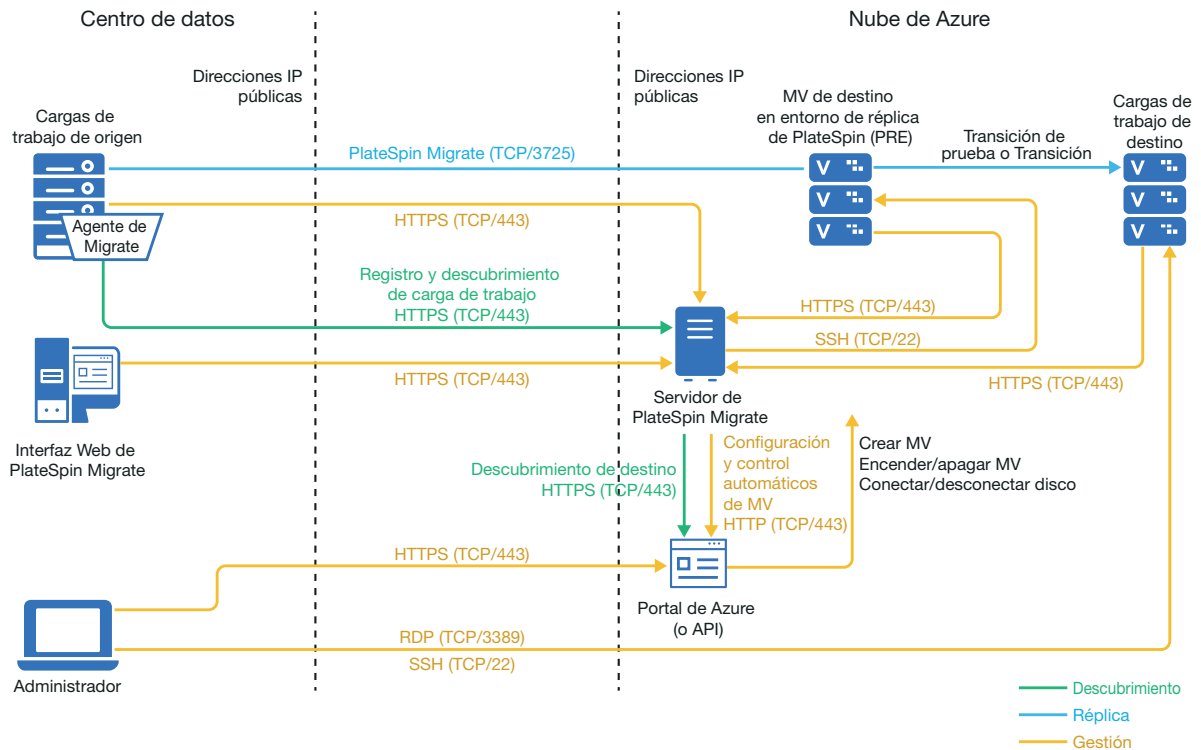 Centro de datos
Nube de Azure
Direcciones IP
públicas
Direcciones IP
públicas
Cargas de
trabajo de origen
MV de destino
en entorno de réplica
de PlateSpin (PRE)
Cargas de
trabajo de
destino
Transición de
prueba o Transición
PlateSpin Migrate (TCP/3725)
V
V
V
V
V
V
HTTPS (TCP/443)
Agente de
Migrate
Registro y descubrimiento
de carga de trabajo
HTTPS (TCP/443)
HTTPS (TCP/443)
SSH (TCP/22)
HTTPS (TCP/443)
HTTPS (TCP/443)
Servidor de
PlateSpin Migrate
Interfaz Web de
PlateSpin Migrate
Descubrimiento de destino
HTTPS (TCP/443)
Configuración
y control
automáticos
de MV
HTTP (TCP/443)
Crear MV
Encender/apagar MV
Conectar/desconectar disco
HTTPS (TCP/443)
Portal de Azure
(o API)
RDP (TCP/3389)
SSH (TCP/22)
Administrador
Descubrimiento
Réplica
Gestión